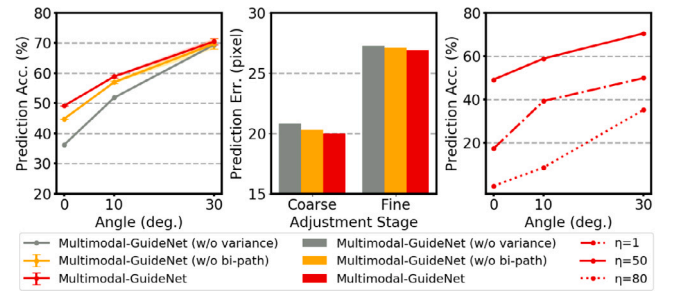 Prediction Acc. (%)
80
70
60
50
40
30
20
0
10
30
Angle (deg.)
Prediction Err. (pixel)
30
25
20
15
Coarse
Fine
Adjustment Stage
Prediction Acc. (%)
80
60
40
20
0
10
30
Angle (deg.)
Multimodal-GuideNet (w/o variance)
Multimodal-GuideNet (w/o bi-path)
Multimodal-GuideNet
Multimodal-GuideNet (w/o variance)
Multimodal-GuideNet (w/o bi-path)
Multimodal-GuideNet
η=1
η=50
η=80